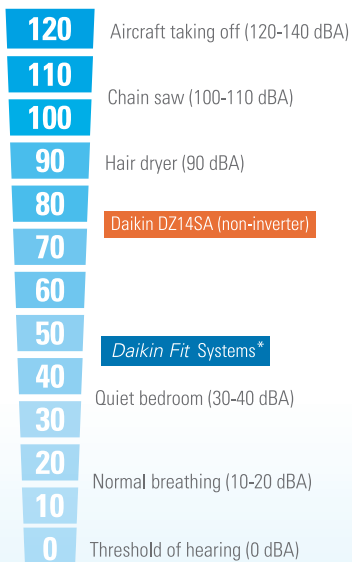 120 Aircraft taking off (120-140 dBA)
110
Chain saw (100-110 dBA)
100
90 Hair dryer (90 dBA)
80
Daikin DZ14SA (non-inverter)
70
60
50
Daikin Fit Systems*
40
Quiet bedroom (30-40 dBA)
30
20
Normal breathing (10-20 dBA)
10
0 Threshold of hearing (0 dBA)